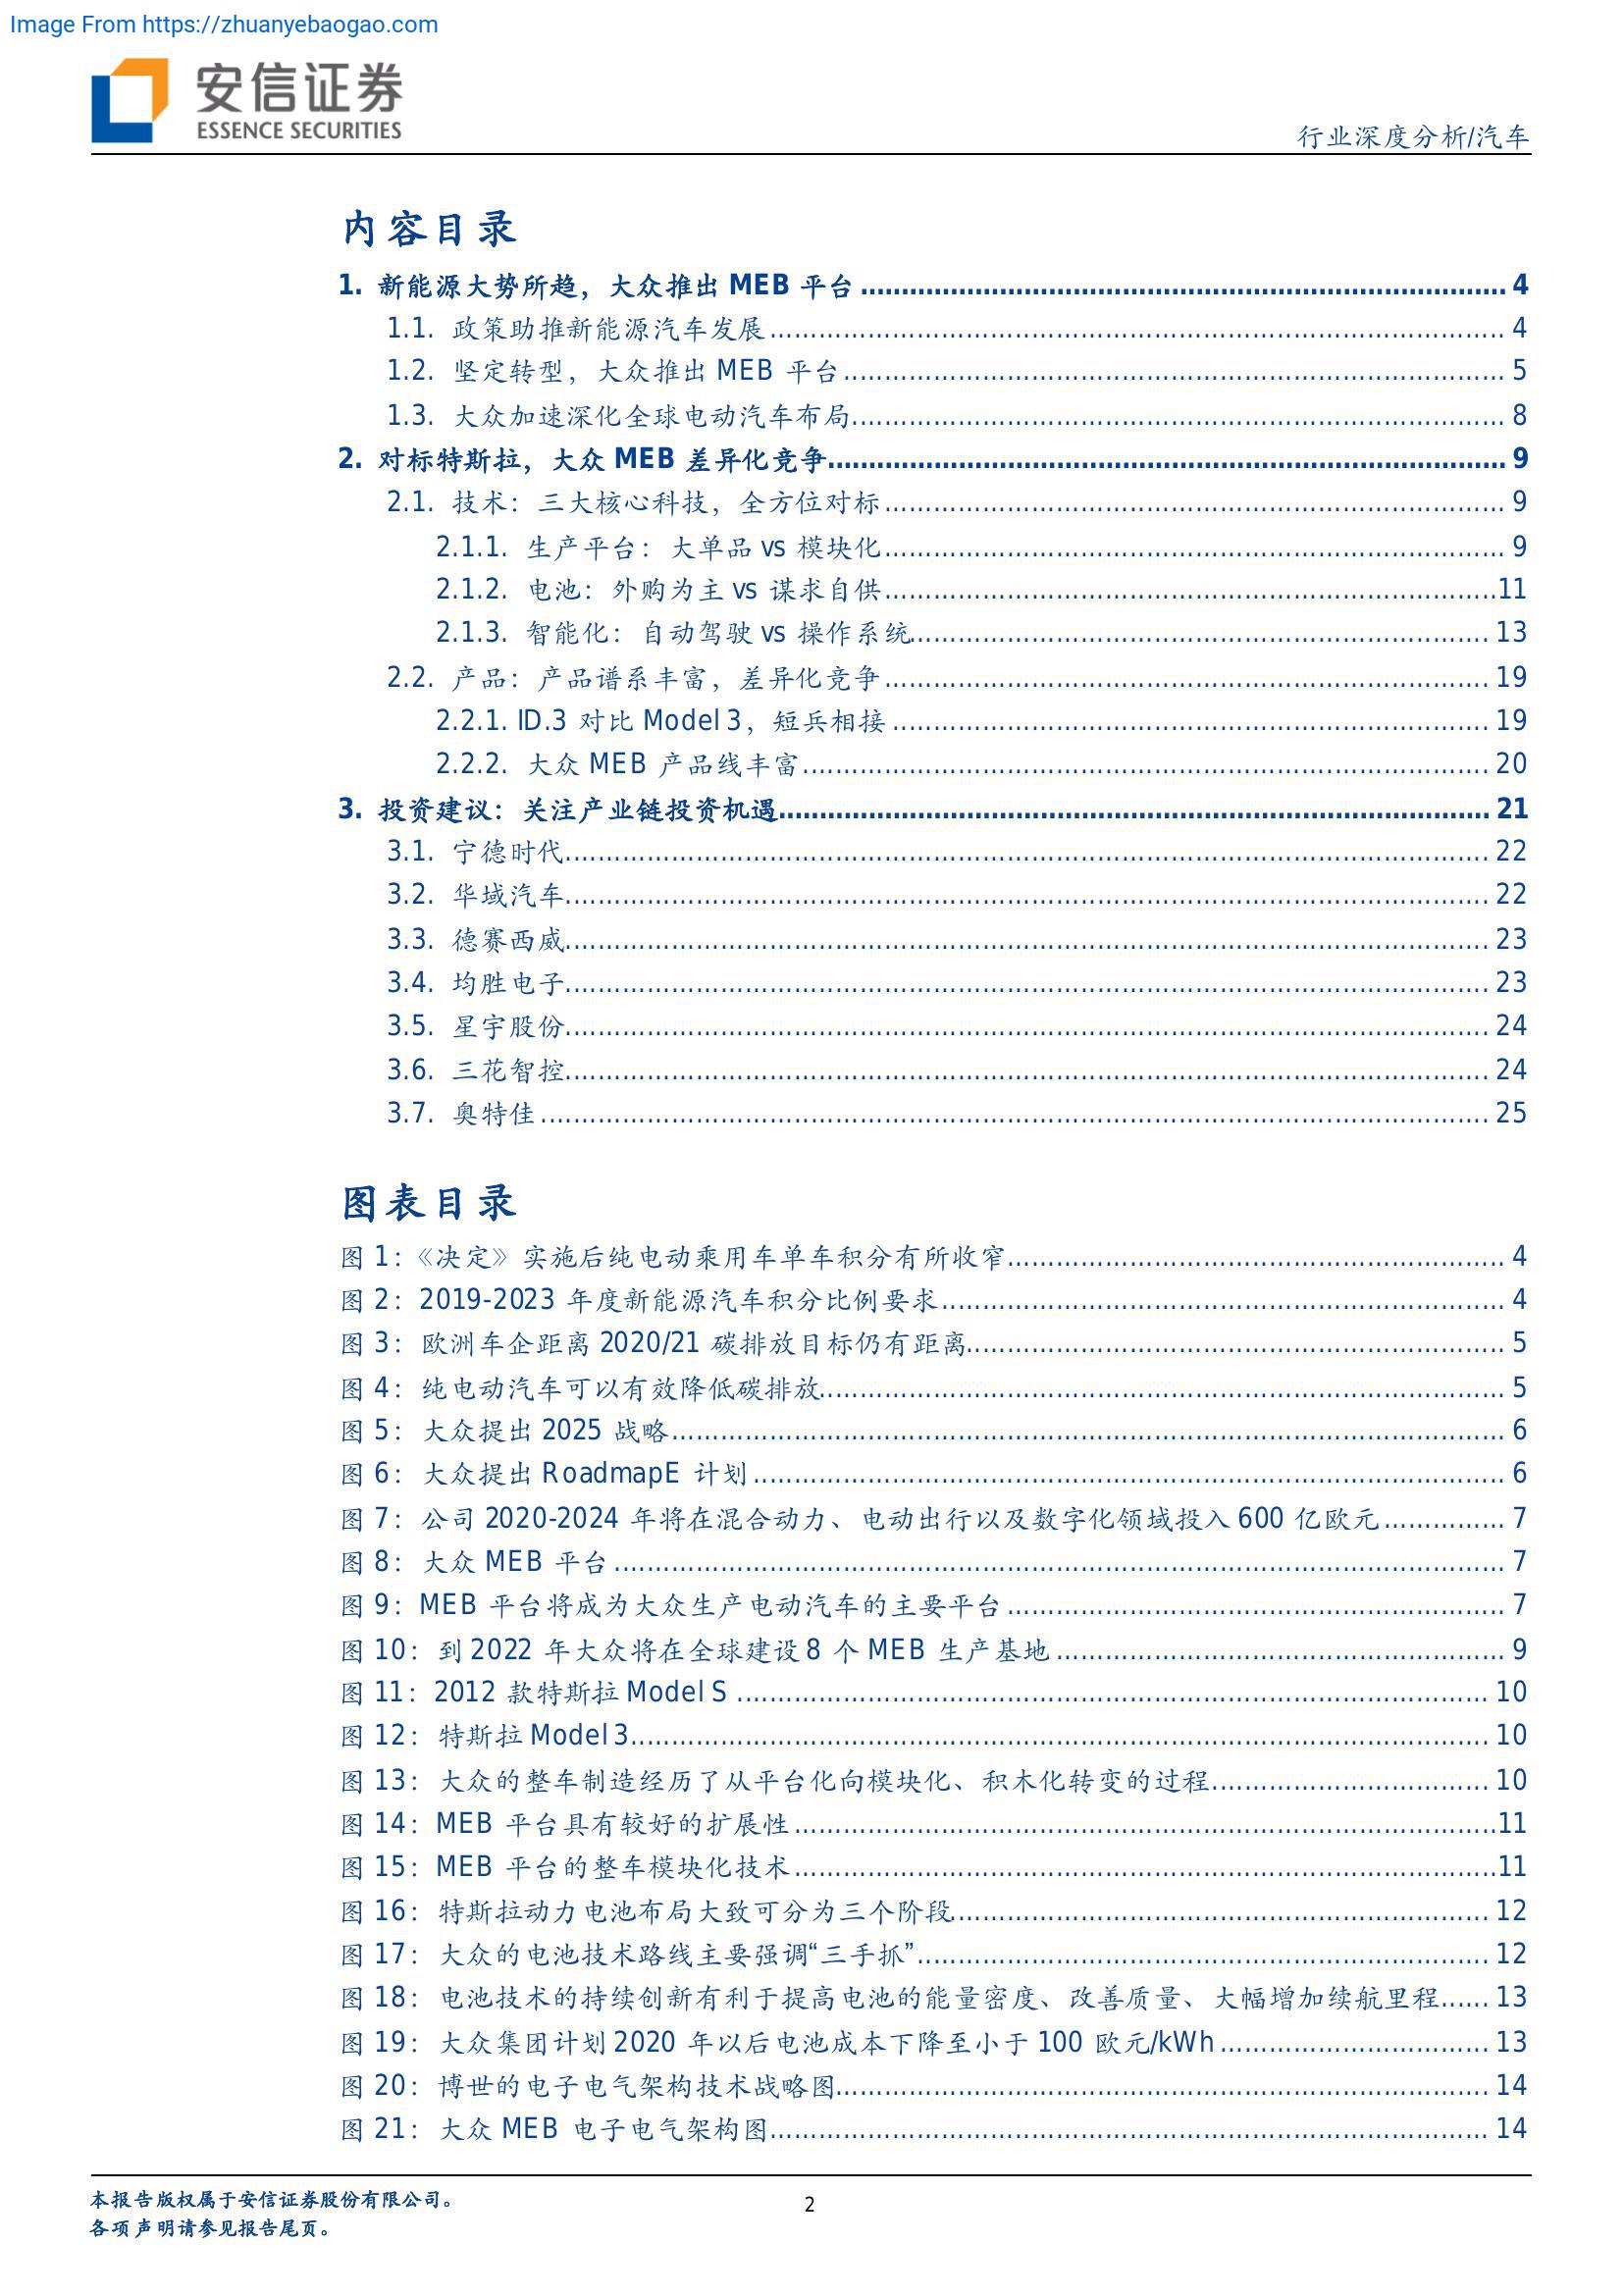 Image From https://zhuanyebaogao.com
安信证券
ESSENCE SECURITIES
行业深度分析/汽车
内容目录
1. 新能源大势所趋，大众推出 MEB 平台 4
1.1. 政策助推新能源汽车发展 4
1.2. 坚定转型，大众推出 MEB 平台 5
1.3. 大众加速深化全球电动汽车布局 8
2. 对标特斯拉，大众 MEB 差异化竞争 9
2.1. 技术：三大核心科技，全方位对标 9
2.1.1. 生产平台：大单品 vs 模块化 9
2.1.2. 电池：外购为主 vs 谋求自供 11
2.1.3. 智能化：自动驾驶 vs 操作系统 13
2.2. 产品：产品谱系丰富，差异化竞争 19
2.2.1. ID.3 对比 Model 3，短兵相接 19
2.2.2. 大众 MEB 产品线丰富 20
3. 投资建议：关注产业链投资机遇 21
3.1. 宁德时代 22
3.2. 华域汽车 22
3.3. 德赛西威 23
3.4. 均胜电子 23
3.5. 星宇股份 24
3.6. 三花智控 24
3.7. 奥特佳 25
图表目录
图 1：《决定》实施后纯电动乘用车单车积分有所收窄 4
图 2：2019-2023 年度新能源汽车积分比例要求 4
图 3：欧洲车企距离 2020/21 碳排放目标仍有距离 5
图 4：纯电动汽车可以有效降低碳排放 5
图 5：大众提出 2025 战略 6
图 6：大众提出 RoadmapE 计划 6
图 7：公司 2020-2024 年将在混合动力、电动出行以及数字化领域投入 600 亿欧元 7
图 8：大众 MEB 平台 7
图 9：MEB 平台将成为大众生产电动汽车的主要平台 7
图 10：到 2022 年大众将在全球建设 8 个 MEB 生产基地 9
图 11：2012 款特斯拉 Model S 10
图 12：特斯拉 Model 3 10
图 13：大众的整车制造经历了从平台化向模块化、积木化转变的过程 10
图 14：MEB 平台具有较好的扩展性 11
图 15：MEB 平台的整车模块化技术 11
图 16：特斯拉动力电池布局大致可分为三个阶段 12
图 17：大众的电池技术路线主要强调“三手抓” 12
图 18：电池技术的持续创新有利于提高电池的能量密度、改善质量、大幅增加续航里程 13
图 19：大众集团计划 2020 年以后电池成本下降至小于 100 欧元/kWh 13
图 20：博世的电子电气架构技术战略图 14
图 21：大众 MEB 电子电气架构图 14
本报告版权属于安信证券股份有限公司。
2
各项声明请参见报告尾页。